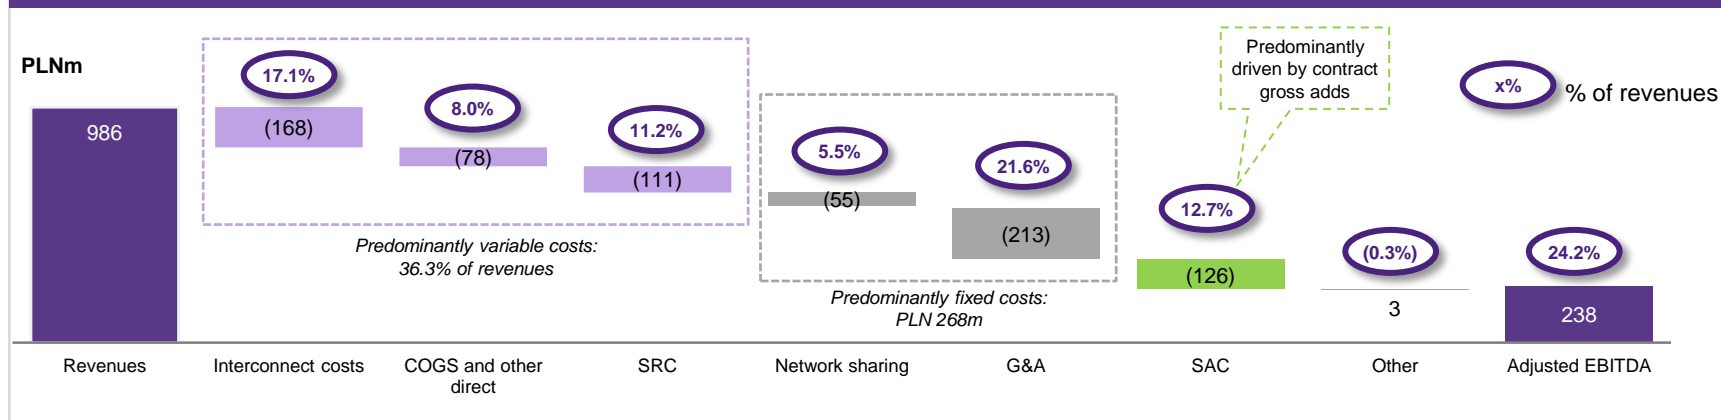 PLNm
986
17.1%
(168)
8.0%
(78)
11.2%
(111)
Predominantly variable costs:
36.3% of revenues
5.5%
(55)
21.6%
(213)
Predominantly fixed costs:
PLN 268m
Predominantly
driven by contract
gross adds
12.7%
(126)
(0.3%)
3
24.2%
238
x%
% of revenues
Revenues
Interconnect costs
COGS and other
direct
SRC
Network sharing
G&A
SAC
Other
Adjusted EBITDA